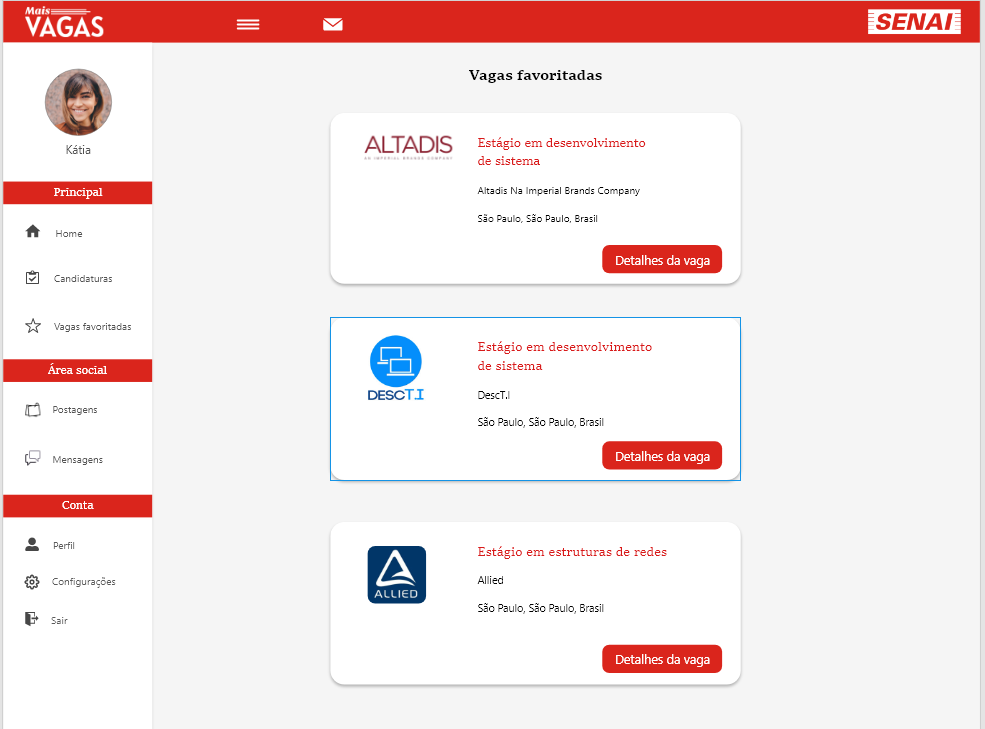 Mais
VAGAS
SENAI
Kátia
Principal
Home
Candidaturas
Vagas favoritadas
Área social
Postagens
Mensagens
Conta
Perfil
Configurações
Sair
Vagas favoritadas
ALTADIS
AN IMPERIAL BRANDS COMPANY
Estágio em desenvolvimento
de sistema
Altadis Na Imperial Brands Company
São Paulo, São Paulo, Brasil
Detalhes da vaga
DESCT.I
Estágio em desenvolvimento
de sistema
DescT.I
São Paulo, São Paulo, Brasil
Detalhes da vaga
ALLIED
Estágio em estruturas de redes
Allied
São Paulo, São Paulo, Brasil
Detalhes da vaga